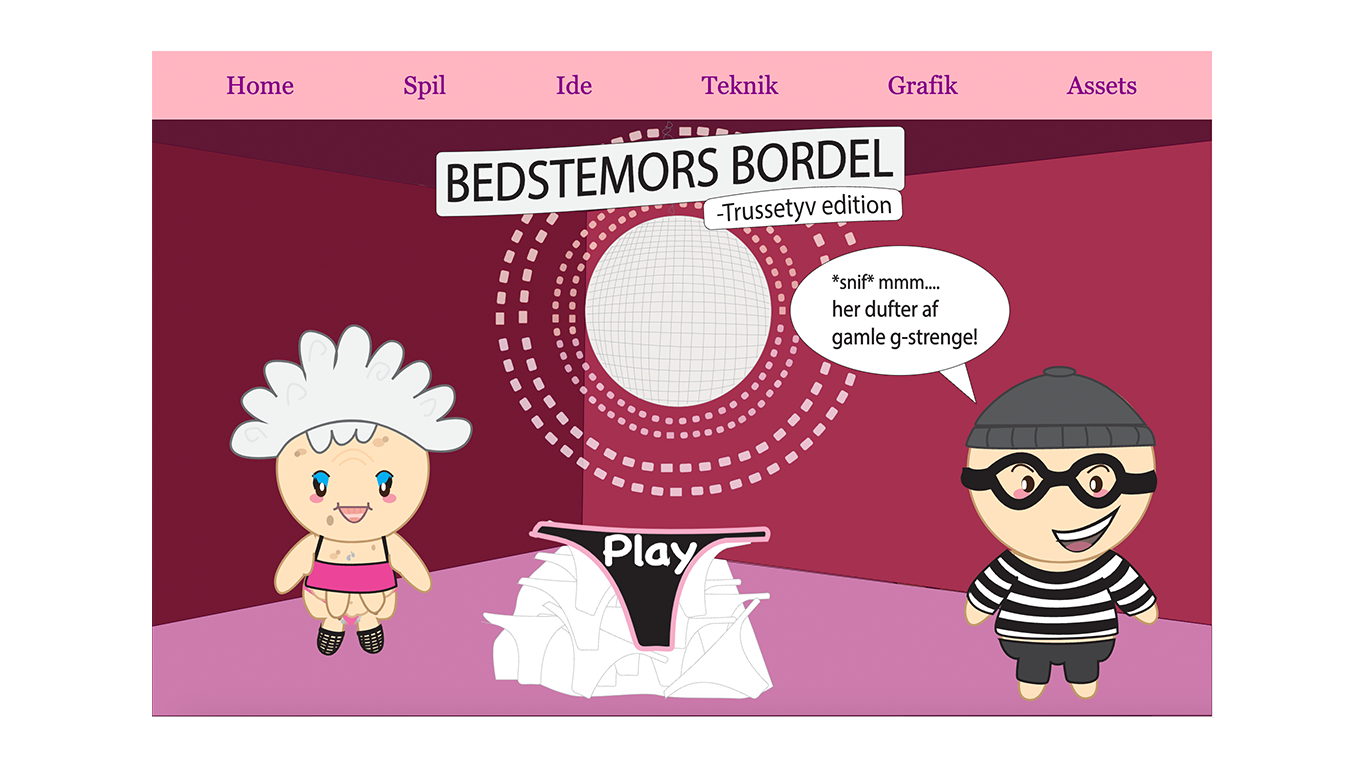 Home Spil Ide Teknik Grafik Assets
BEDSTEMORS BORDEL
-Trussetyv edition
*snif* mmm....
her dufter af
gamle g-strenge!
Play